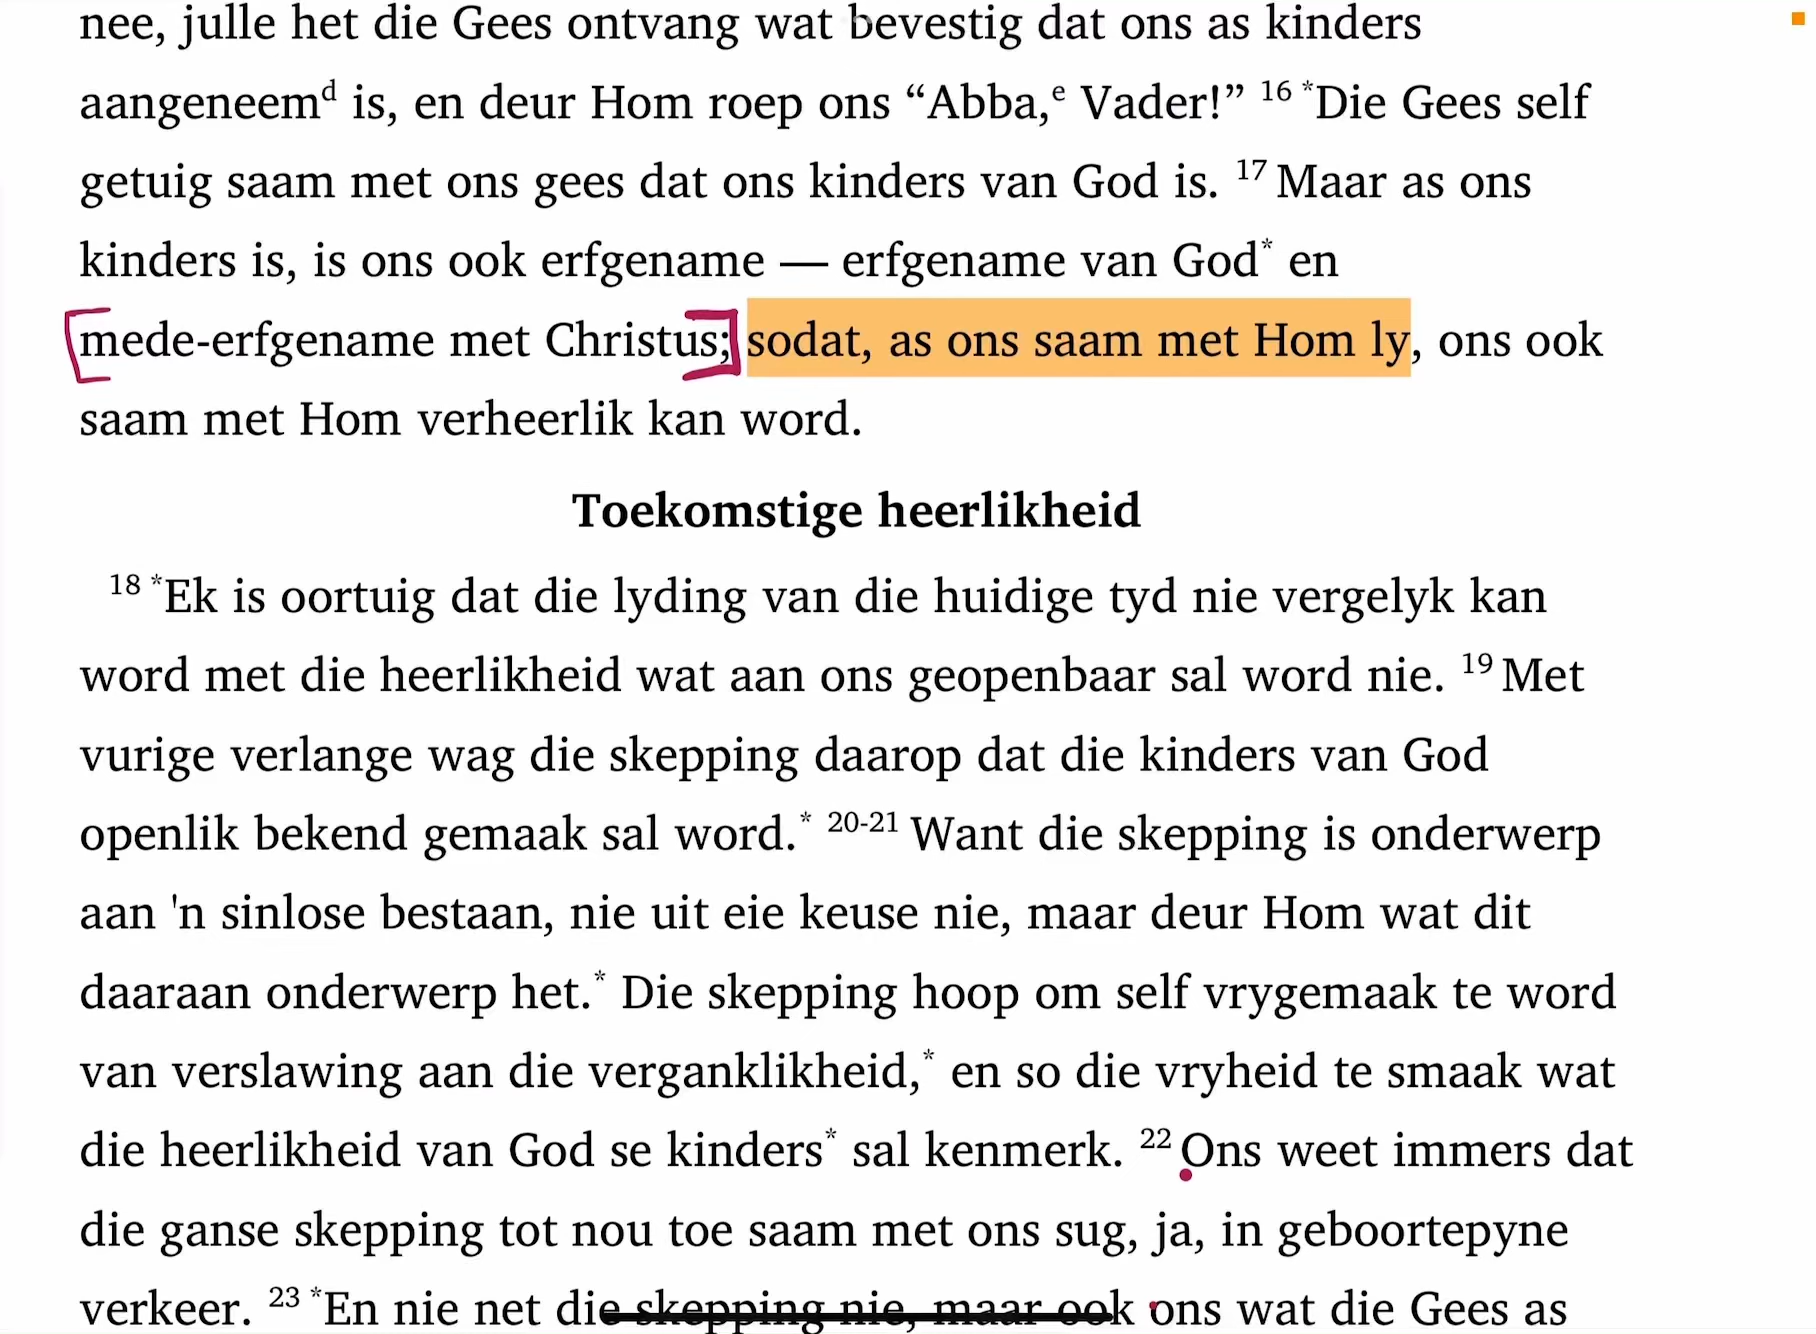 nee, julle het die Gees ontvang wat bevestig dat ons as kinders
aangeneemd is, en deur Hom roep ons “Abba,e Vader!” 16 *Die Gees self
getuig saam met ons gees dat ons kinders van God is. 17 Maar as ons
kinders is, is ons ook erfgename — erfgename van God* en
mede-erfgename met Christus; sodat, as ons saam met Hom ly, ons ook
saam met Hom verheerlik kan word.
Toekomstige heerlikheid
18 *Ek is oortuig dat die lyding van die huidige tyd nie vergelyk kan
word met die heerlikheid wat aan ons geopenbaar sal word nie. 19 Met
vurige verlange wag die skepping daarop dat die kinders van God
openlik bekend gemaak sal word.* 20-21 Want die skepping is onderwerp
aan 'n sinlose bestaan, nie uit eie keuse nie, maar deur Hom wat dit
daaraan onderwerp het.* Die skepping hoop om self vrygemaak te word
van verslawing aan die verganklikheid,* en so die vryheid te smaak wat
die heerlikheid van God se kinders* sal kenmerk. 22 Ons weet immers dat
die ganse skepping tot nou toe saam met ons sug, ja, in geboortepyne
verkeer. 23 *En nie net die skepping nie, maar ook ons wat die Gees as